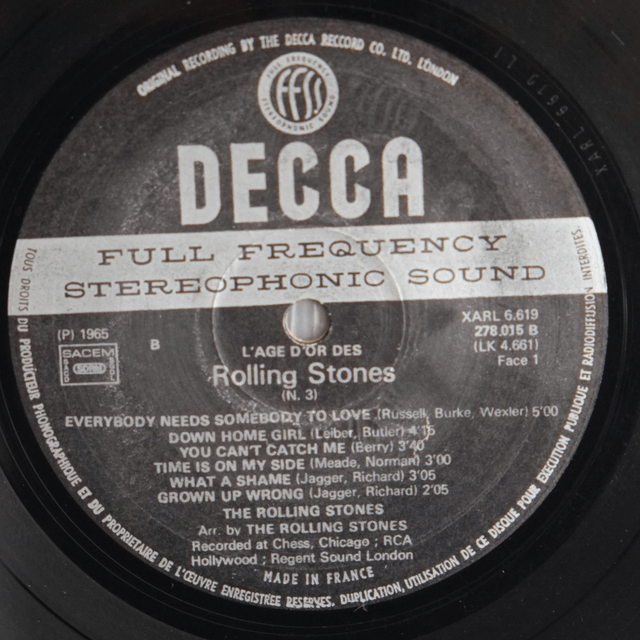 ORIGINAL RECORDING BY THE DECCA RECCORD CO. LTD. LONDON
FULL FREQUENCY
STEREOPHONIC SOUND
ffss
DECCA
FULL FREQUENCY
STEREOPHONIC SOUND
XARL 6.619
(P) 1965
278.015 B
B
(LK 4.661)
SACEM
Face 1
L'AGE D'OR DES
Rolling Stones
(N. 3)
EVERYBODY NEEDS SOMEBODY TO LOVE (Russell, Burke, Wexler) 5'00
DOWN HOME GIRL (Leiber, Butler) 4'15
YOU CAN'T CATCH ME (Berry) 3'40
TIME IS ON MY SIDE (Meade, Norman) 3'00
WHAT A SHAME (Jagger, Richard) 3'05
GROWN UP WRONG (Jagger, Richard) 2'05
THE ROLLING STONES
Arr. by THE ROLLING STONES
Recorded at Chess, Chicago ; RCA
Hollywood ; Regent Sound London
MADE IN FRANCE
TOUS DROITS DU PRODUCTEUR PHONOGRAPHIQUE ET DU PROPRIETAIRE DE L'ŒUVRE ENREGISTREE RESERVES. DUPLICATION, UTILISATION DE CE DISQUE POUR EXECUTION PUBLIQUE ET RADIODIFFUSION INTERDITES.
XARL 6619 L1